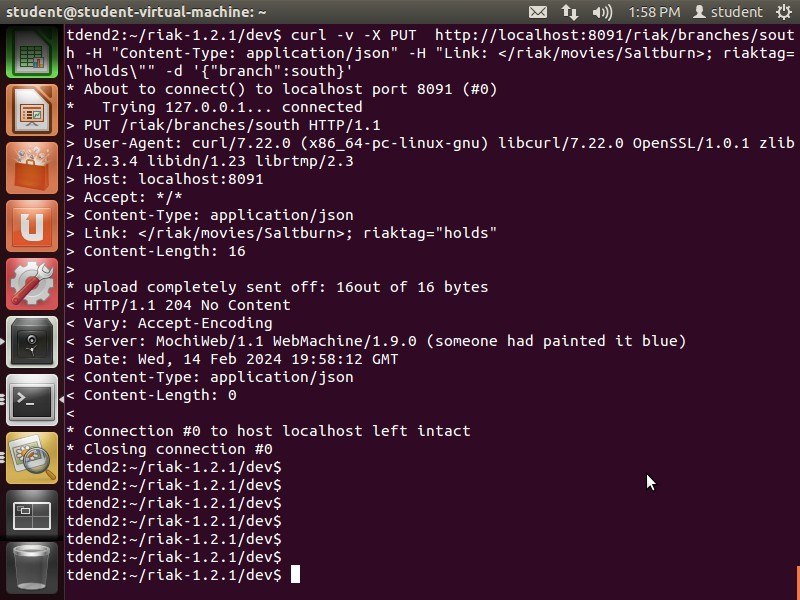 student@student-virtual-machine: ~
1:58 PM student
tdend2:~/riak-1.2.1/dev$ curl -v -X PUT  http://localhost:8091/riak/branches/sout
h -H "Content-Type: application/json" -H "Link: </riak/movies/Saltburn>; riaktag=
\"holds\"" -d '{"branch":south}'
* About to connect() to localhost port 8091 (#0)
*   Trying 127.0.0.1... connected
> PUT /riak/branches/south HTTP/1.1
> User-Agent: curl/7.22.0 (x86_64-pc-linux-gnu) libcurl/7.22.0 OpenSSL/1.0.1 zlib
/1.2.3.4 libidn/1.23 librtmp/2.3
> Host: localhost:8091
> Accept: */*
> Content-Type: application/json
> Link: </riak/movies/Saltburn>; riaktag="holds"
> Content-Length: 16
>
* upload completely sent off: 16out of 16 bytes
< HTTP/1.1 204 No Content
< Vary: Accept-Encoding
< Server: MochiWeb/1.1 WebMachine/1.9.0 (someone had painted it blue)
< Date: Wed, 14 Feb 2024 19:58:12 GMT
< Content-Type: application/json
< Content-Length: 0
<
* Connection #0 to host localhost left intact
* Closing connection #0
tdend2:~/riak-1.2.1/dev$
tdend2:~/riak-1.2.1/dev$
tdend2:~/riak-1.2.1/dev$
tdend2:~/riak-1.2.1/dev$
tdend2:~/riak-1.2.1/dev$
tdend2:~/riak-1.2.1/dev$
tdend2:~/riak-1.2.1/dev$